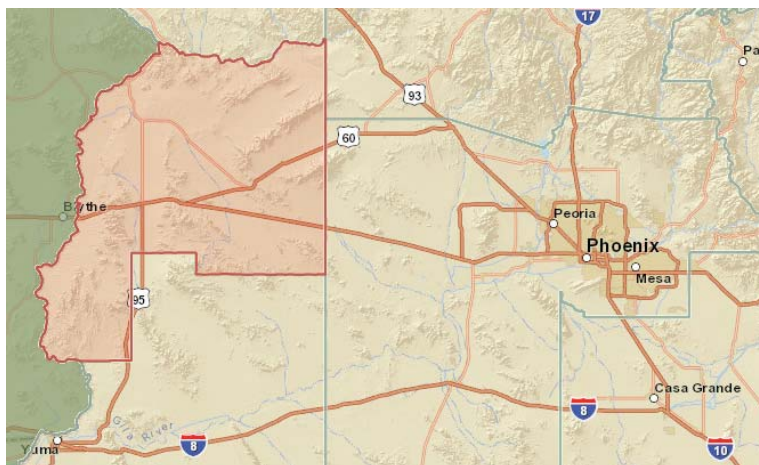 17
Pa
93
60
Blythe
Peoria
Phoenix
Mesa
95
Casa Grande
8
Gila River
Yuma
8
10